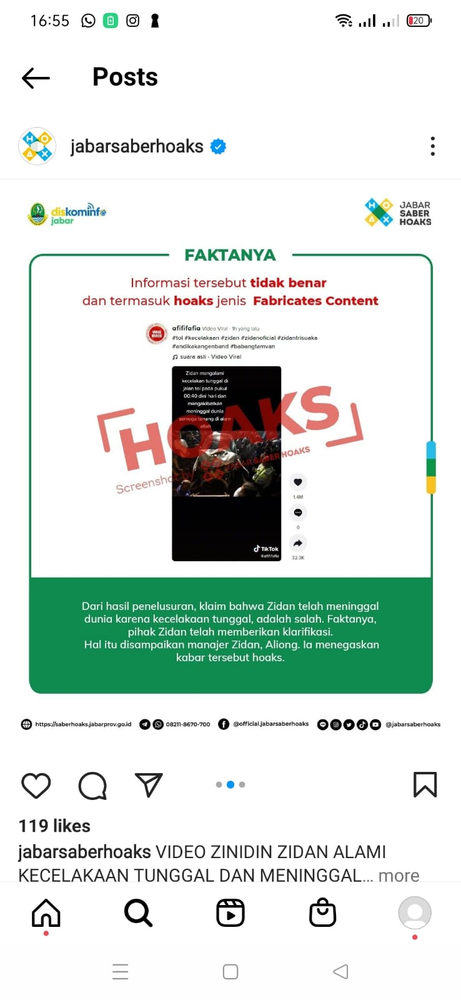 16:55
20
Posts
jabarsaberhoaks
diskominfo
jabar
H O A X
JABAR
SABER
HOAKS
FAKTANYA
Informasi tersebut tidak benar
dan termasuk hoaks jenis Fabricates Content
VIRAL
VIDEO
afififafia Video Viral · 1h yang lalu
#tol #kecelakaan #zidan #zidanoficial #zidantrisuaka
#andikakangenband #babangtamvan
suara asli - Video Viral
Zidan mengalami
kecelakan tunggal di
jalan tol pada pukul
00:40 dini hari dan
mengakibatkan
meninggal dunia
semoga tenang di alam
allah
HOAKS
Screenshot by JABAR SABER HOAKS
1.4M
0
32.3K
TikTok
@afififafia
Dari hasil penelusuran, klaim bahwa Zidan telah meninggal
dunia karena kecelakaan tunggal, adalah salah. Faktanya,
pihak Zidan telah memberikan klarifikasi.
Hal itu disampaikan manajer Zidan, Aliong. Ia menegaskan
kabar tersebut hoaks.
https://saberhoaks.jabarprov.go.id 08211-8670-700 @official.jabarsaberhoaks @jabarsaberhoaks
119 likes
jabarsaberhoaks VIDEO ZINIDIN ZIDAN ALAMI
KECELAKAAN TUNGGAL DAN MENINGGAL... more